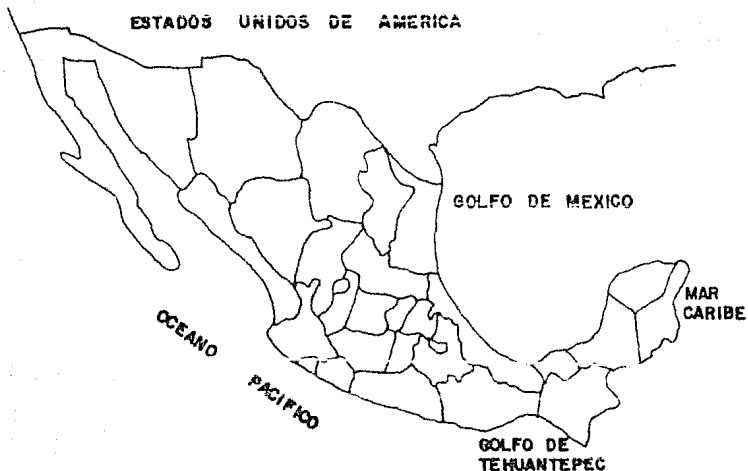 ESTADOS UNIDOS DE AMERICA
GOLFO DE MEXICO
MAR
CARIBE
OCEANO
PACIFICO
GOLFO DE
TEHUANTEPEC